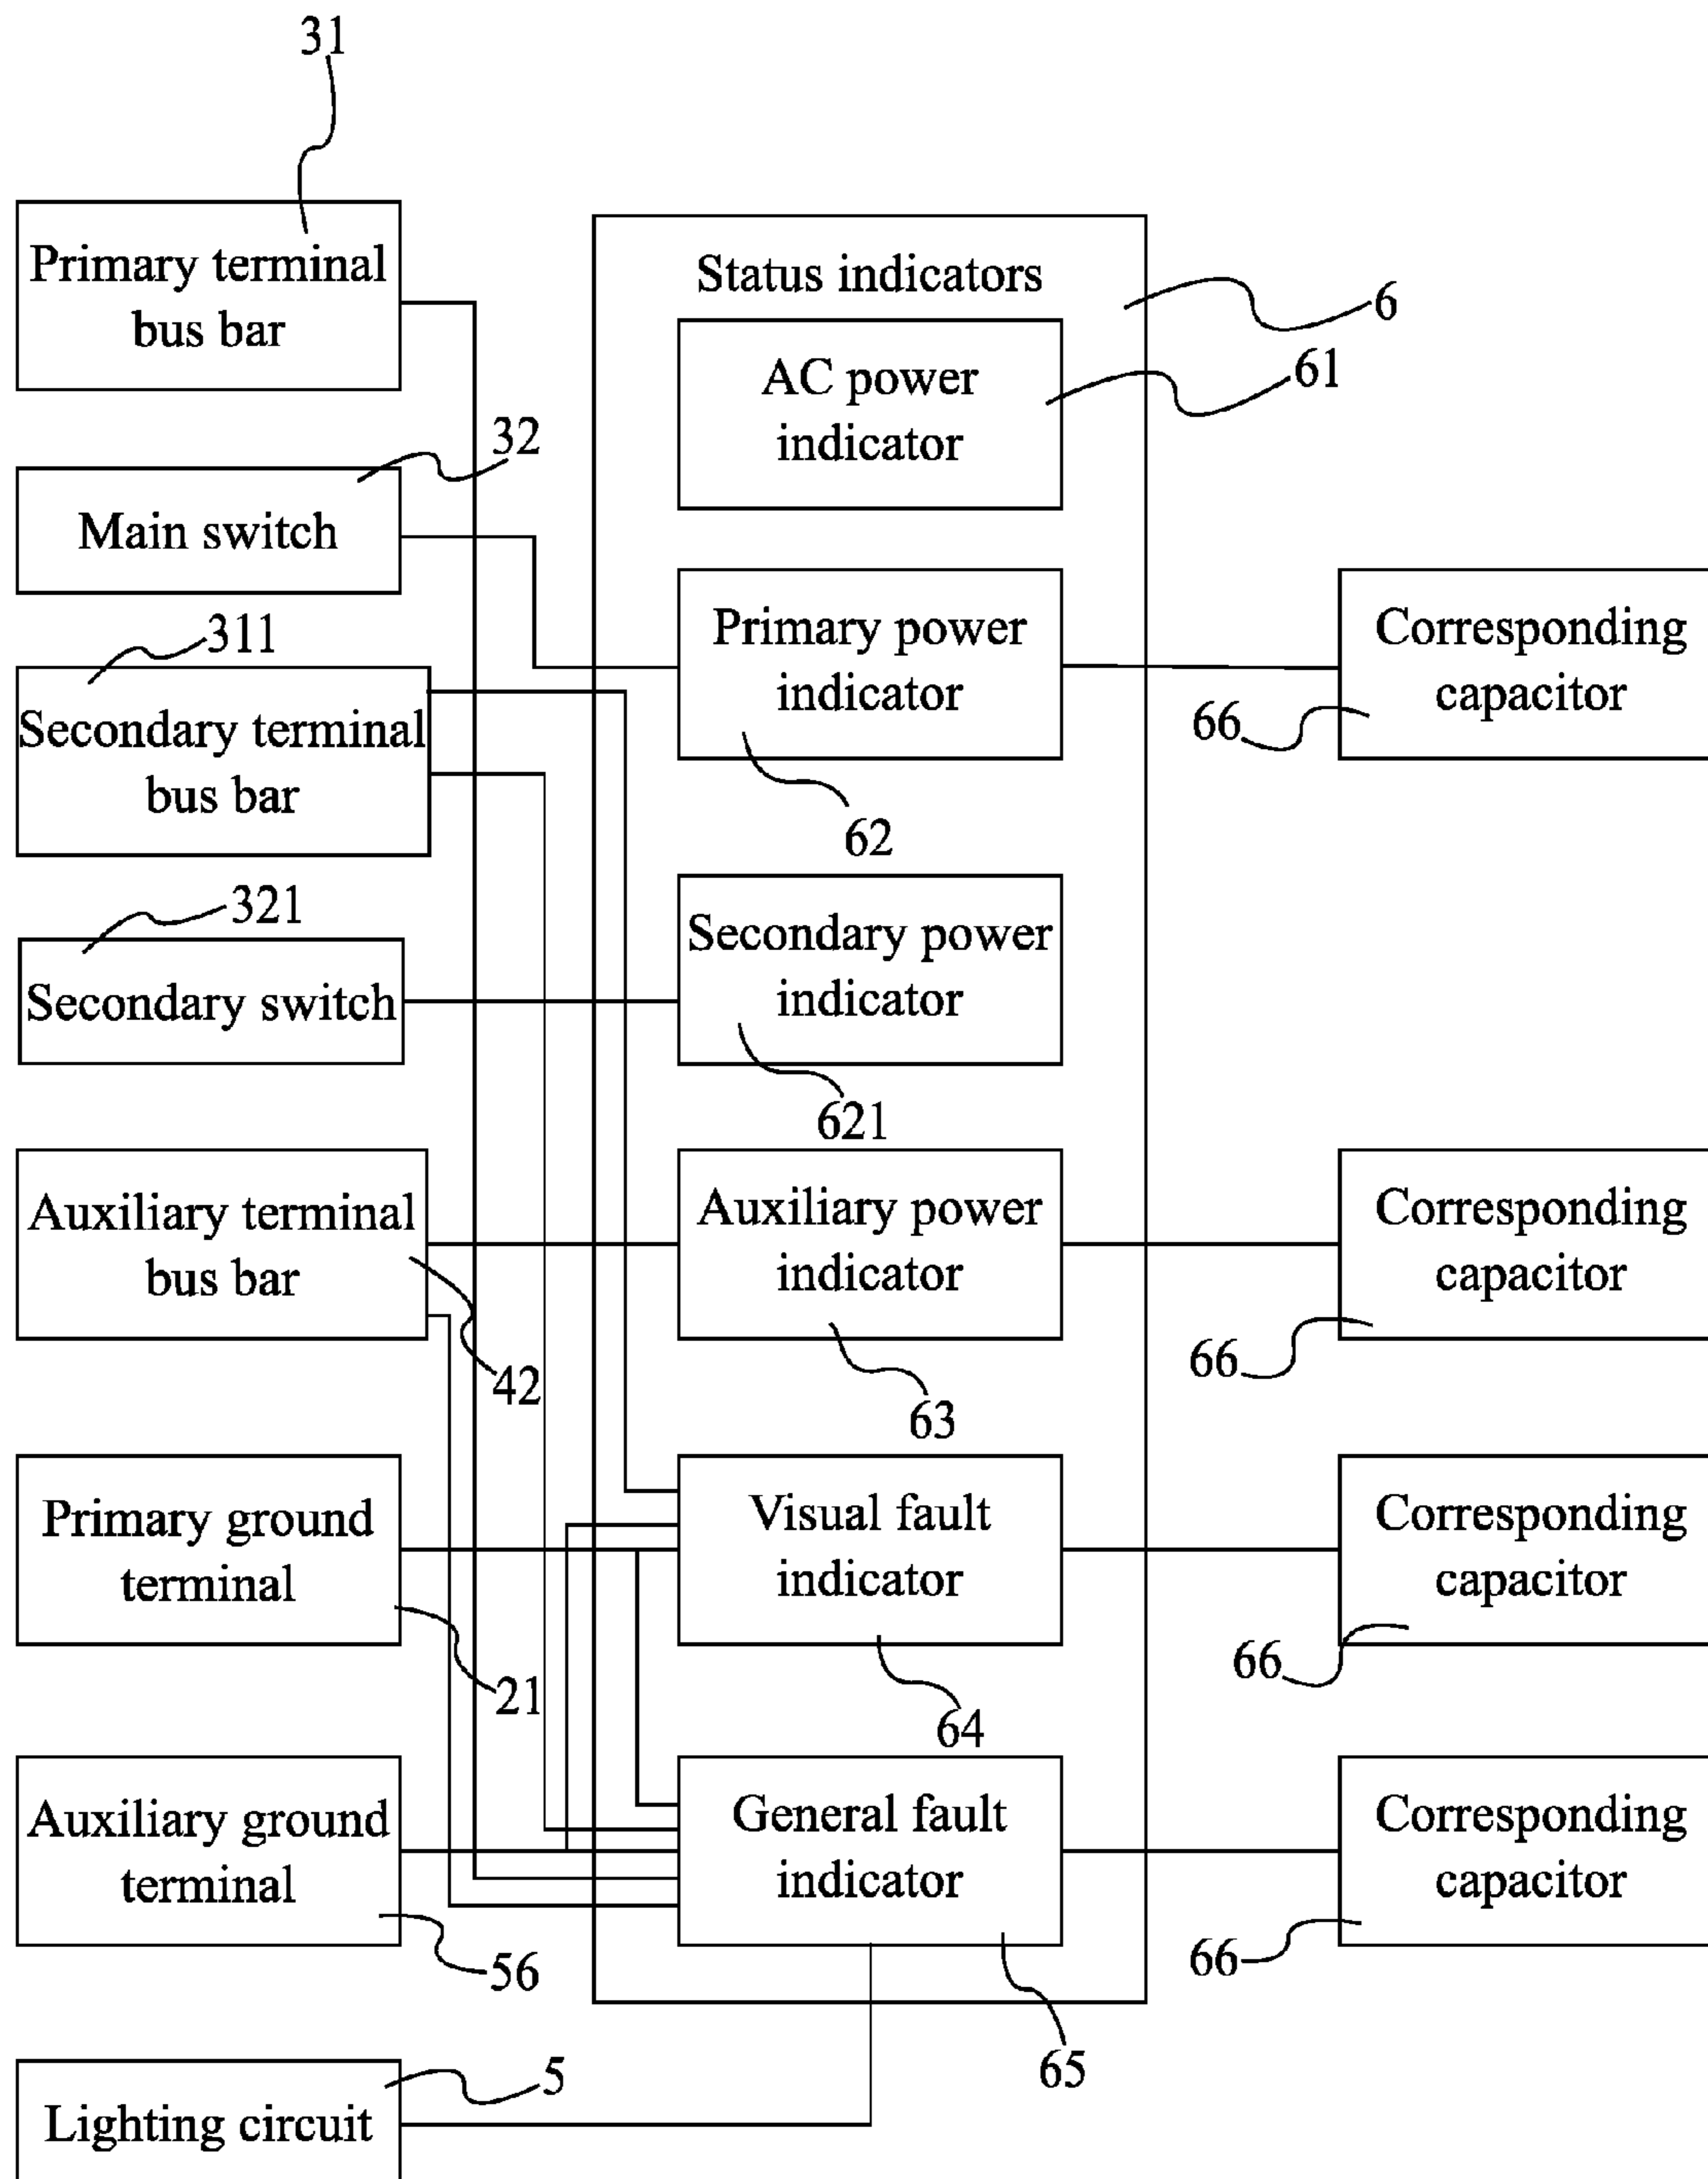 31
Primary terminal
bus bar
Status indicators
6
AC power
indicator
61
32
Main switch
Primary power
indicator
62
Corresponding
capacitor
66
311
Secondary terminal
bus bar
321
Secondary switch
Secondary power
indicator
621
Auxiliary terminal
bus bar
42
Auxiliary power
indicator
63
Corresponding
capacitor
66
Primary ground
terminal
21
Visual fault
indicator
64
Corresponding
capacitor
66
Auxiliary ground
terminal
56
General fault
indicator
65
Corresponding
capacitor
66
5
Lighting circuit